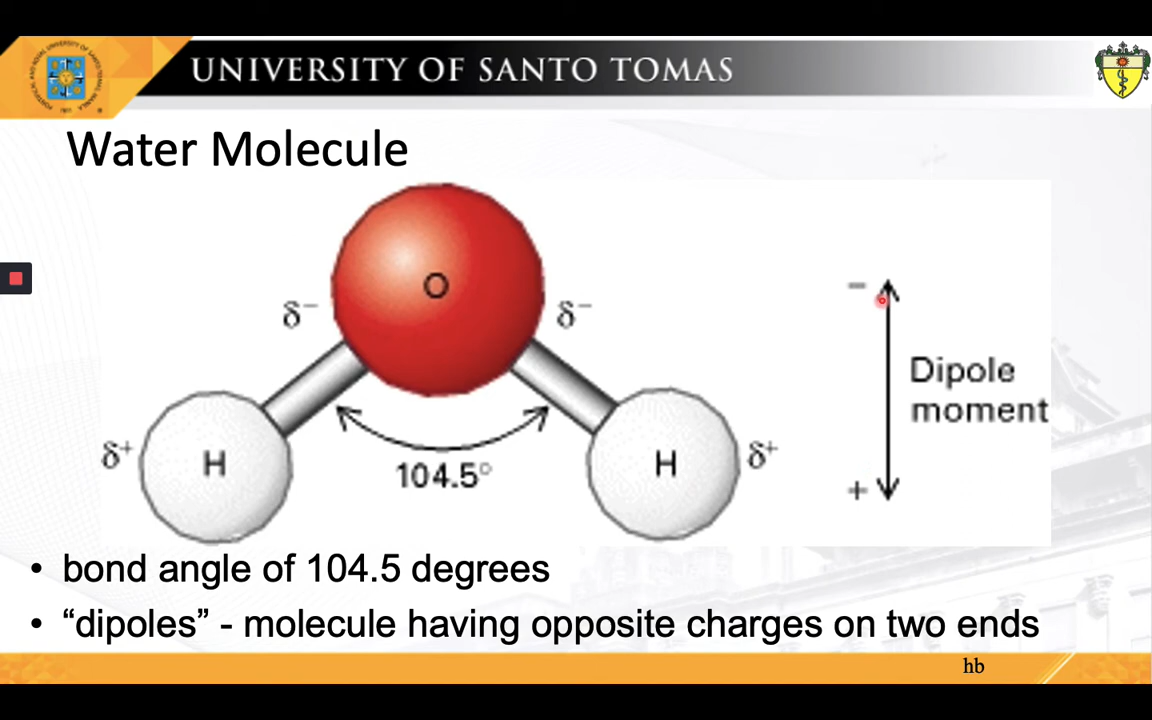 UNIVERSITY OF SANTO TOMAS
Water Molecule
O
δ⁻ δ⁻
−
Dipole
moment
δ⁺ H H δ⁺
104.5°
+
• bond angle of 104.5 degrees
• “dipoles” - molecule having opposite charges on two ends
hb